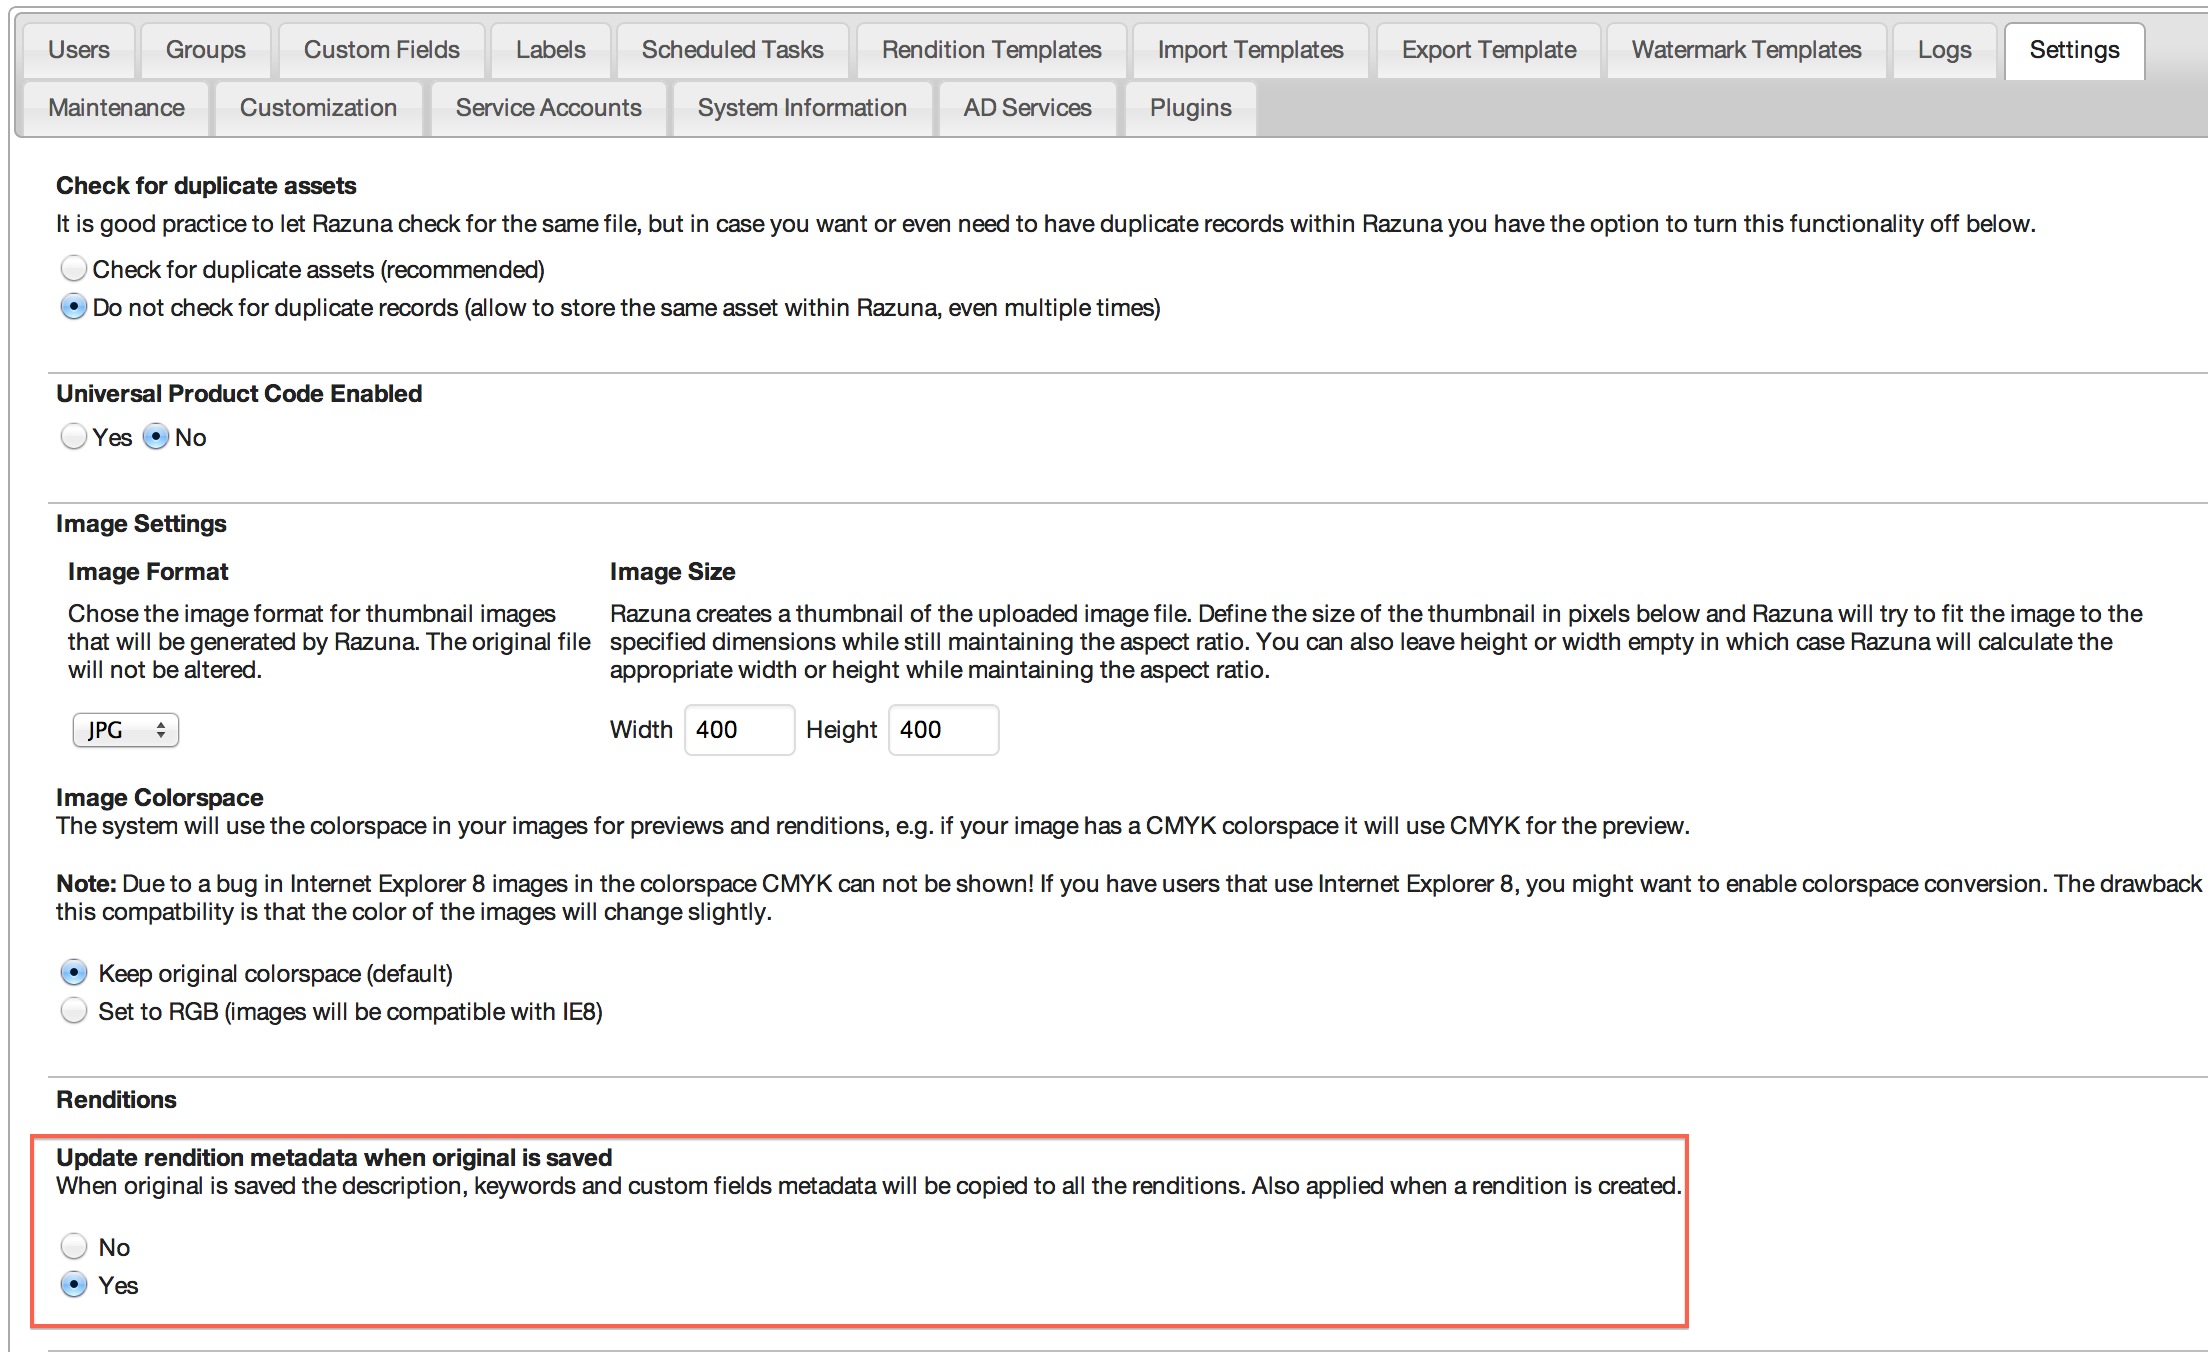 Users Groups Custom Fields Labels Scheduled Tasks Rendition Templates Import Templates Export Template Watermark Templates Logs Settings
Maintenance Customization Service Accounts System Information AD Services Plugins
Check for duplicate assets
It is good practice to let Razuna check for the same file, but in case you want or even need to have duplicate records within Razuna you have the option to turn this functionality off below.
Check for duplicate assets (recommended)
Do not check for duplicate records (allow to store the same asset within Razuna, even multiple times)
Universal Product Code Enabled
Yes No
Image Settings
Image Format
Chose the image format for thumbnail images
that will be generated by Razuna. The original file
will not be altered.
JPG
Image Size
Razuna creates a thumbnail of the uploaded image file. Define the size of the thumbnail in pixels below and Razuna will try to fit the image to the
specified dimensions while still maintaining the aspect ratio. You can also leave height or width empty in which case Razuna will calculate the
appropriate width or height while maintaining the aspect ratio.
Width 400 Height 400
Image Colorspace
The system will use the colorspace in your images for previews and renditions, e.g. if your image has a CMYK colorspace it will use CMYK for the preview.
Note: Due to a bug in Internet Explorer 8 images in the colorspace CMYK can not be shown! If you have users that use Internet Explorer 8, you might want to enable colorspace conversion. The drawback
this compatbility is that the color of the images will change slightly.
Keep original colorspace (default)
Set to RGB (images will be compatible with IE8)
Renditions
Update rendition metadata when original is saved
When original is saved the description, keywords and custom fields metadata will be copied to all the renditions. Also applied when a rendition is created.
No
Yes